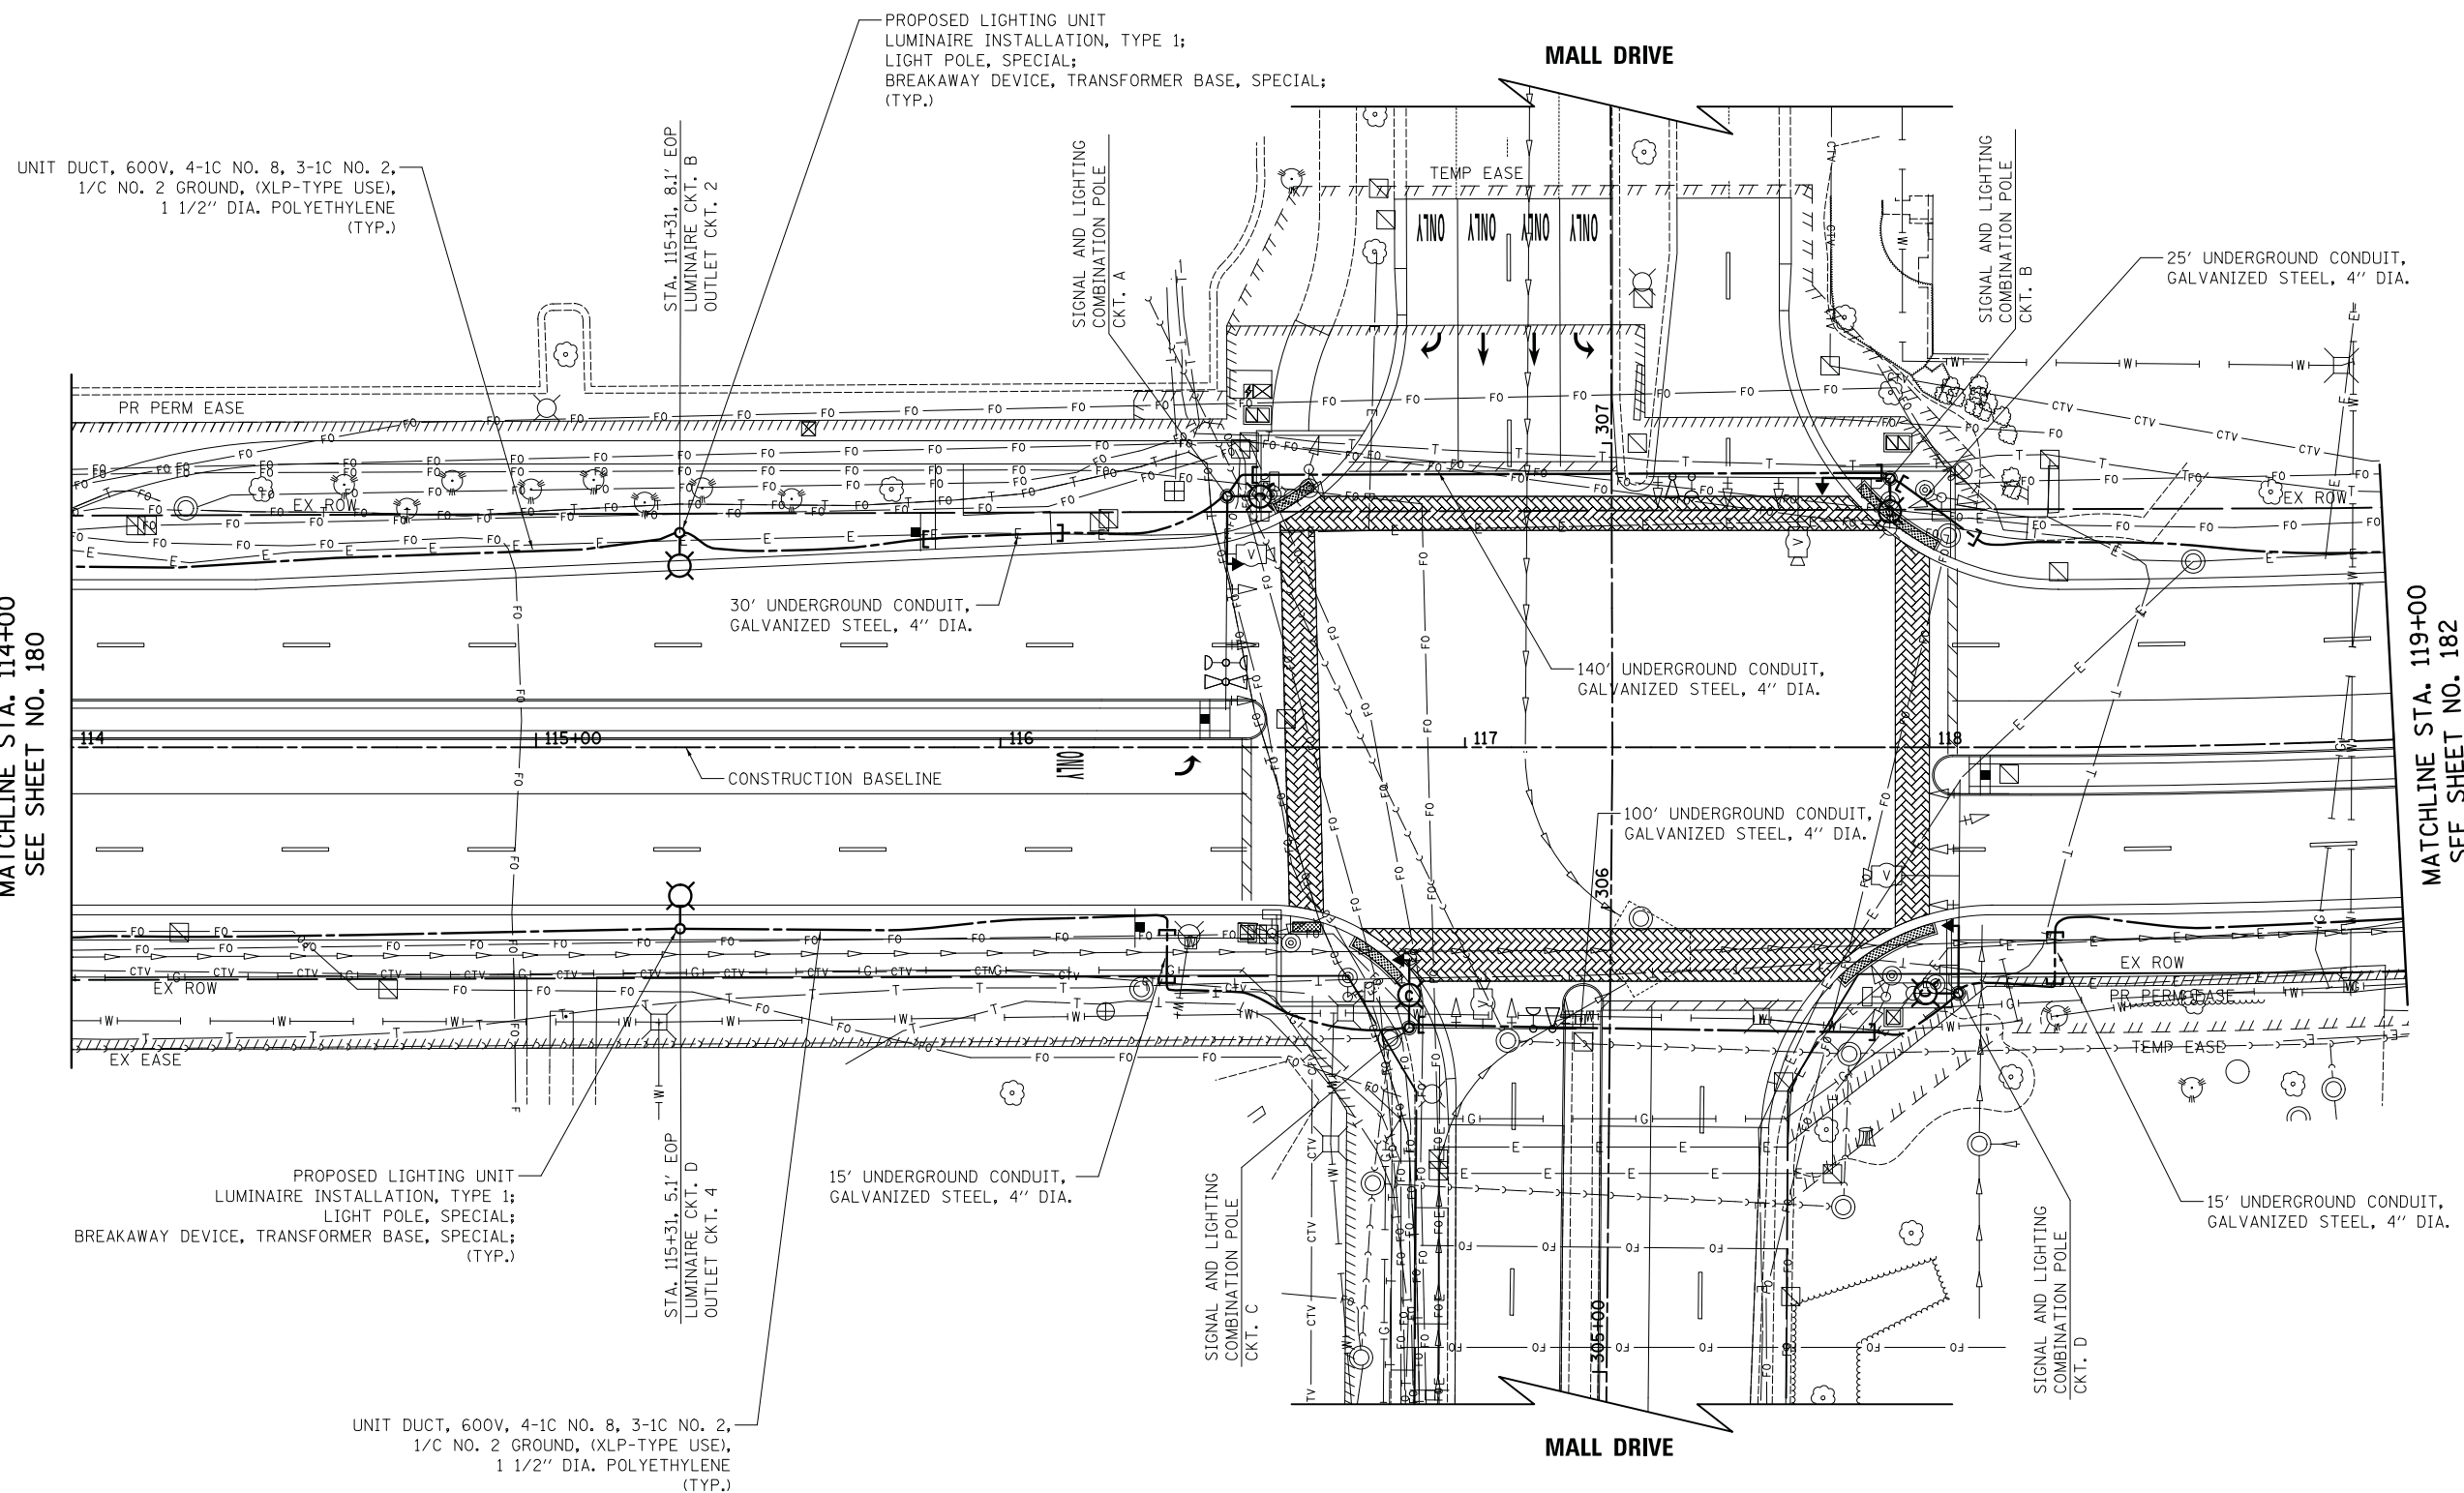 PROPOSED LIGHTING UNIT
LUMINAIRE INSTALLATION, TYPE 1;
LIGHT POLE, SPECIAL;
BREAKAWAY DEVICE, TRANSFORMER BASE, SPECIAL;
(TYP.)
MALL DRIVE
UNIT DUCT, 600V, 4-1C NO. 8, 3-1C NO. 2,
1/C NO. 2 GROUND, (XLP-TYPE USE),
1 1/2" DIA. POLYETHYLENE
(TYP.)
STA. 115+31, 8.1' EOP
LUMINAIRE CKT. B
OUTLET CKT. 2
SIGNAL AND LIGHTING
COMBINATION POLE
CKT. A
TEMP EASE
ONLY ONLY ONLY ONLY
SIGNAL AND LIGHTING
COMBINATION POLE
CKT. B
25' UNDERGROUND CONDUIT,
GALVANIZED STEEL, 4" DIA.
PR PERM EASE
EX ROW
EX ROW
307
30' UNDERGROUND CONDUIT,
GALVANIZED STEEL, 4" DIA.
140' UNDERGROUND CONDUIT,
GALVANIZED STEEL, 4" DIA.
MATCHLINE STA. 114+00
SEE SHEET NO. 180
MATCHLINE STA. 119+00
SEE SHEET NO. 182
114
115+00
116
117
118
ONLY
CONSTRUCTION BASELINE
100' UNDERGROUND CONDUIT,
GALVANIZED STEEL, 4" DIA.
306
EX ROW
EX ROW
PR PERM EASE
TEMP EASE
EX EASE
PROPOSED LIGHTING UNIT
LUMINAIRE INSTALLATION, TYPE 1;
LIGHT POLE, SPECIAL;
BREAKAWAY DEVICE, TRANSFORMER BASE, SPECIAL;
(TYP.)
STA. 115+31, 5.1' EOP
LUMINAIRE CKT. D
OUTLET CKT. 4
15' UNDERGROUND CONDUIT,
GALVANIZED STEEL, 4" DIA.
SIGNAL AND LIGHTING
COMBINATION POLE
CKT. C
305+00
SIGNAL AND LIGHTING
COMBINATION POLE
CKT. D
15' UNDERGROUND CONDUIT,
GALVANIZED STEEL, 4" DIA.
UNIT DUCT, 600V, 4-1C NO. 8, 3-1C NO. 2,
1/C NO. 2 GROUND, (XLP-TYPE USE),
1 1/2" DIA. POLYETHYLENE
(TYP.)
MALL DRIVE